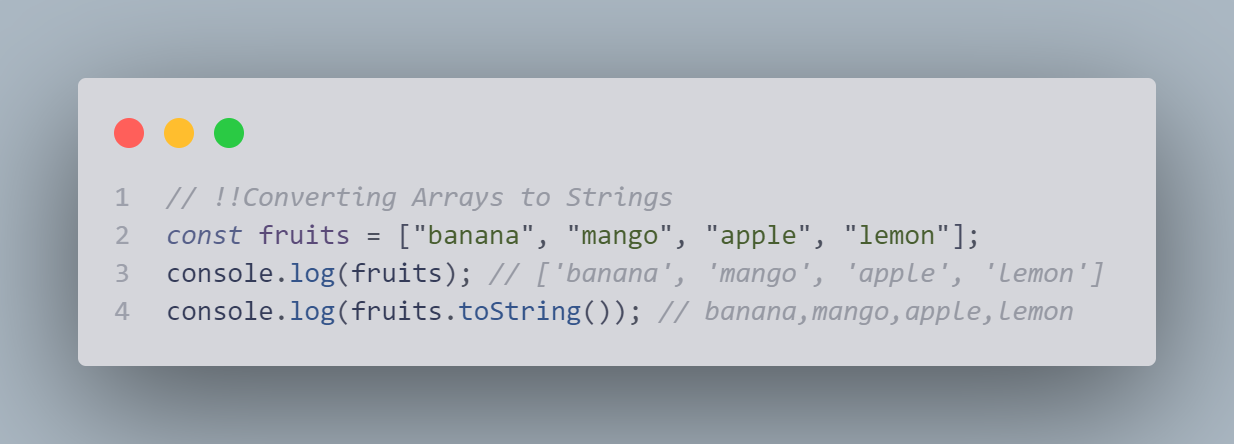 1 // !!Converting Arrays to Strings
2 const fruits = ["banana", "mango", "apple", "lemon"];
3 console.log(fruits); // ['banana', 'mango', 'apple', 'lemon']
4 console.log(fruits.toString()); // banana,mango,apple,lemon